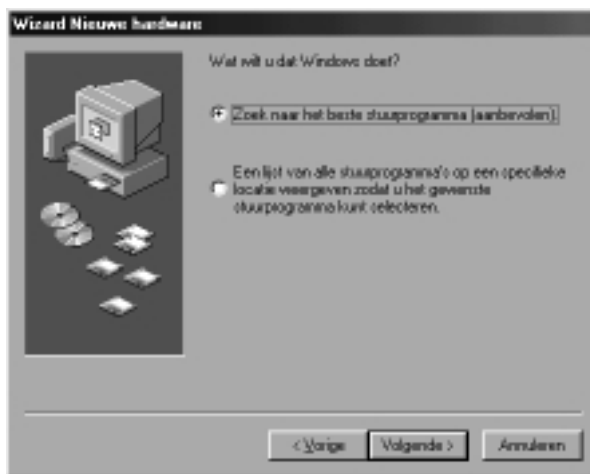 Wizard Nieuwe hardware
Wat wilt u dat Windows doet?
Zoek naar het beste stuurprogramma (aanbevolen).
Een lijst van alle stuurprogramma's op een specifieke
locatie weergeven zodat u het gewenste
stuurprogramma kunt selecteren.
< Vorige
Volgende >
Annuleren